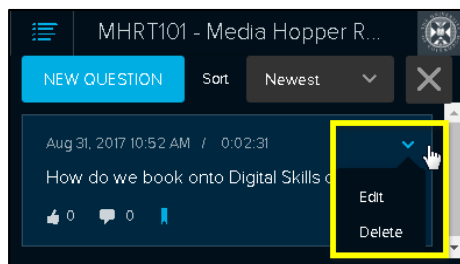 MHRT101 - Media Hopper R...
NEW QUESTION Sort Newest
Aug 31, 2017 10:52 AM / 0:02:31
How do we book onto Digital Skills
0 0
Edit
Delete